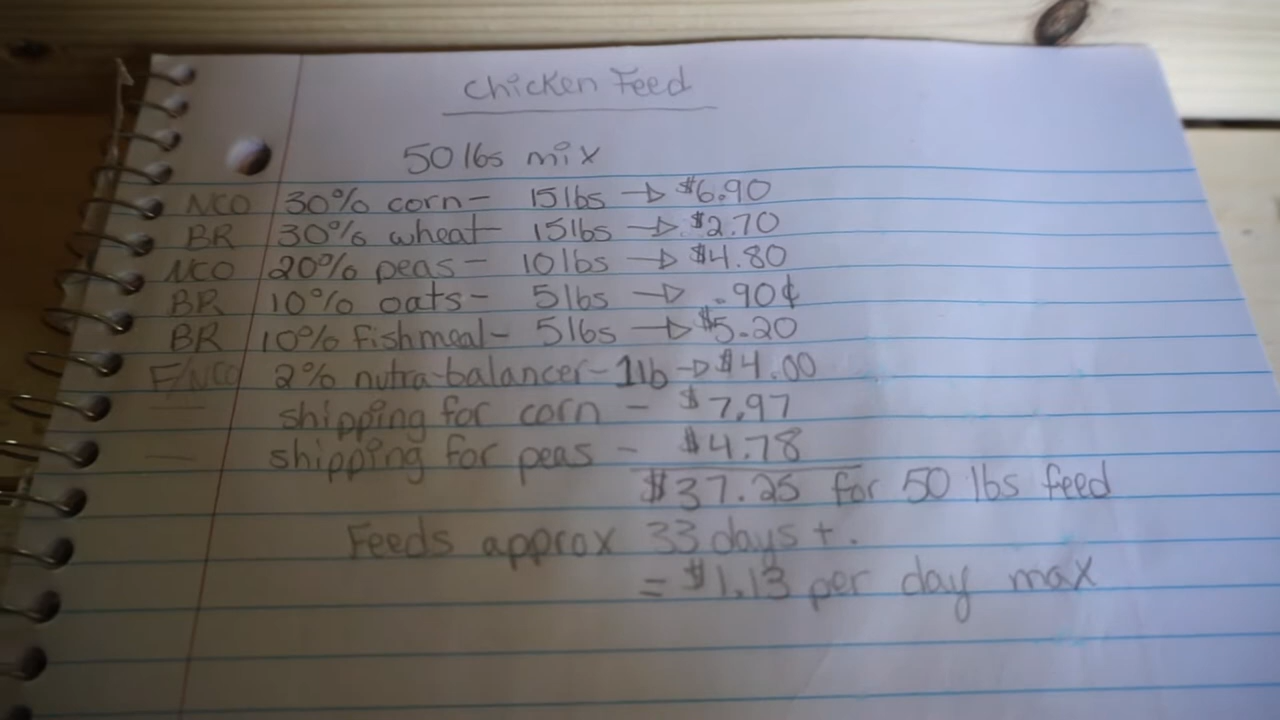 Chicken Feed
50 lbs mix
NCO 30% corn - 15lbs → $6.90
BR 30% wheat - 15lbs → $2.70
NCO 20% peas - 10lbs → $4.80
BR 10% oats - 5lbs → .90¢
BR 10% fishmeal - 5lbs → $5.20
F/NCO 2% nutra-balancer - 1lb → $4.00
— shipping for corn - $7.97
— shipping for peas - $4.78
$37.25 for 50 lbs feed
Feeds approx 33 days +.
= $1.13 per day max